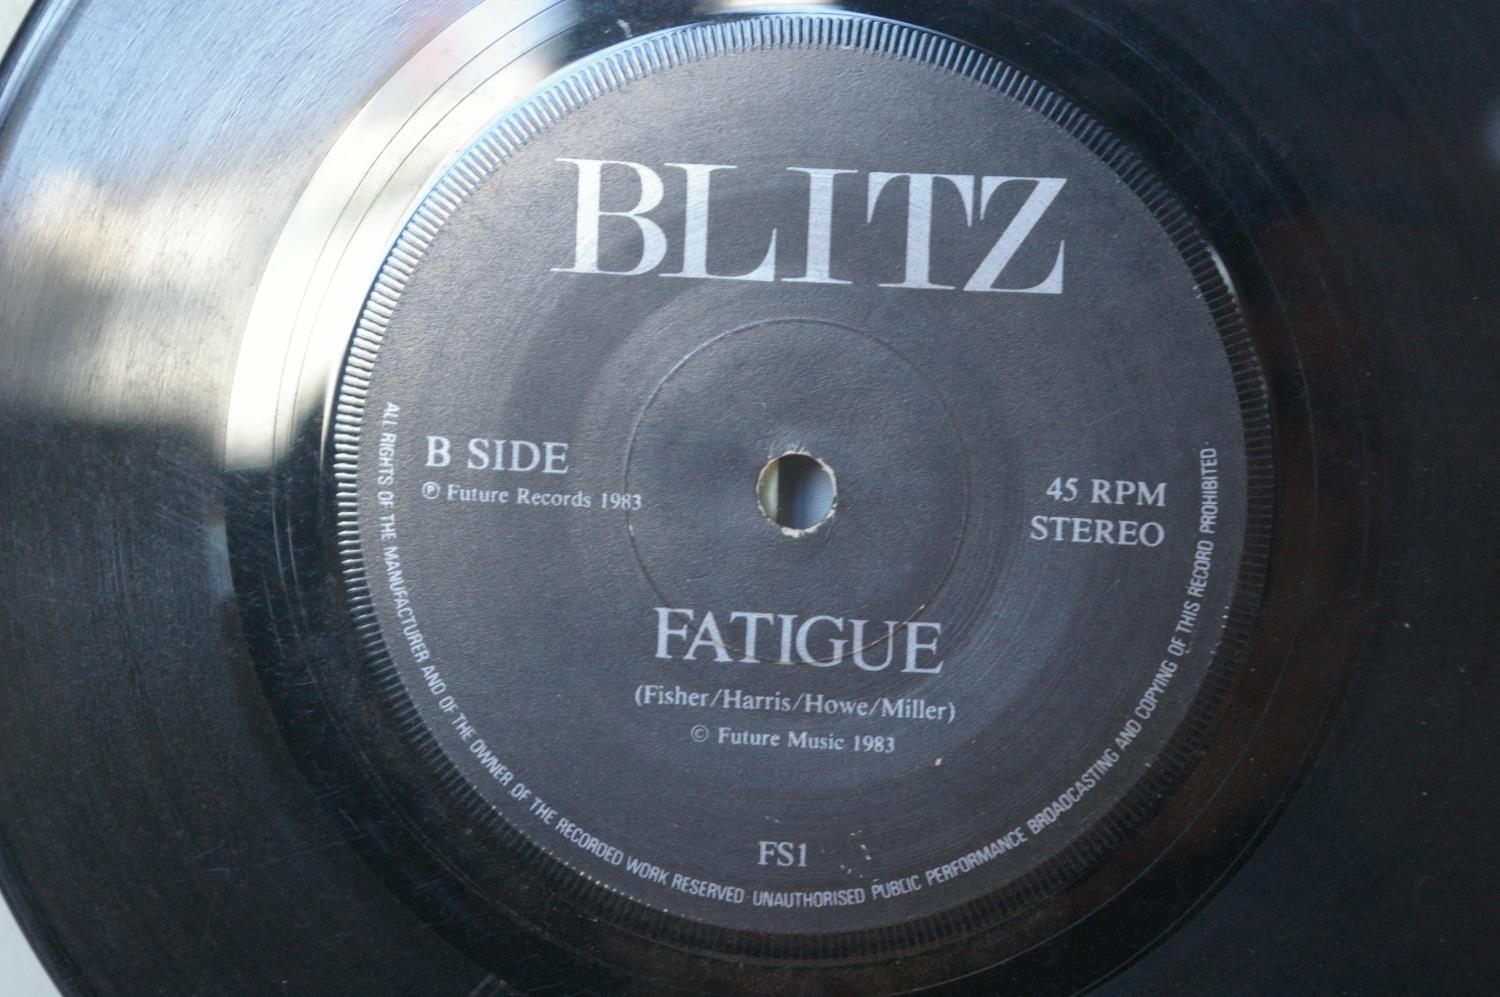 BLITZ
B SIDE
℗ Future Records 1983
45 RPM
STEREO
FATIGUE
(Fisher/Harris/Howe/Miller)
© Future Music 1983
FS1
ALL RIGHTS OF THE MANUFACTURER AND OF THE OWNER OF THE RECORDED WORK RESERVED · UNAUTHORISED PUBLIC PERFORMANCE BROADCASTING AND COPYING OF THIS RECORD PROHIBITED ·